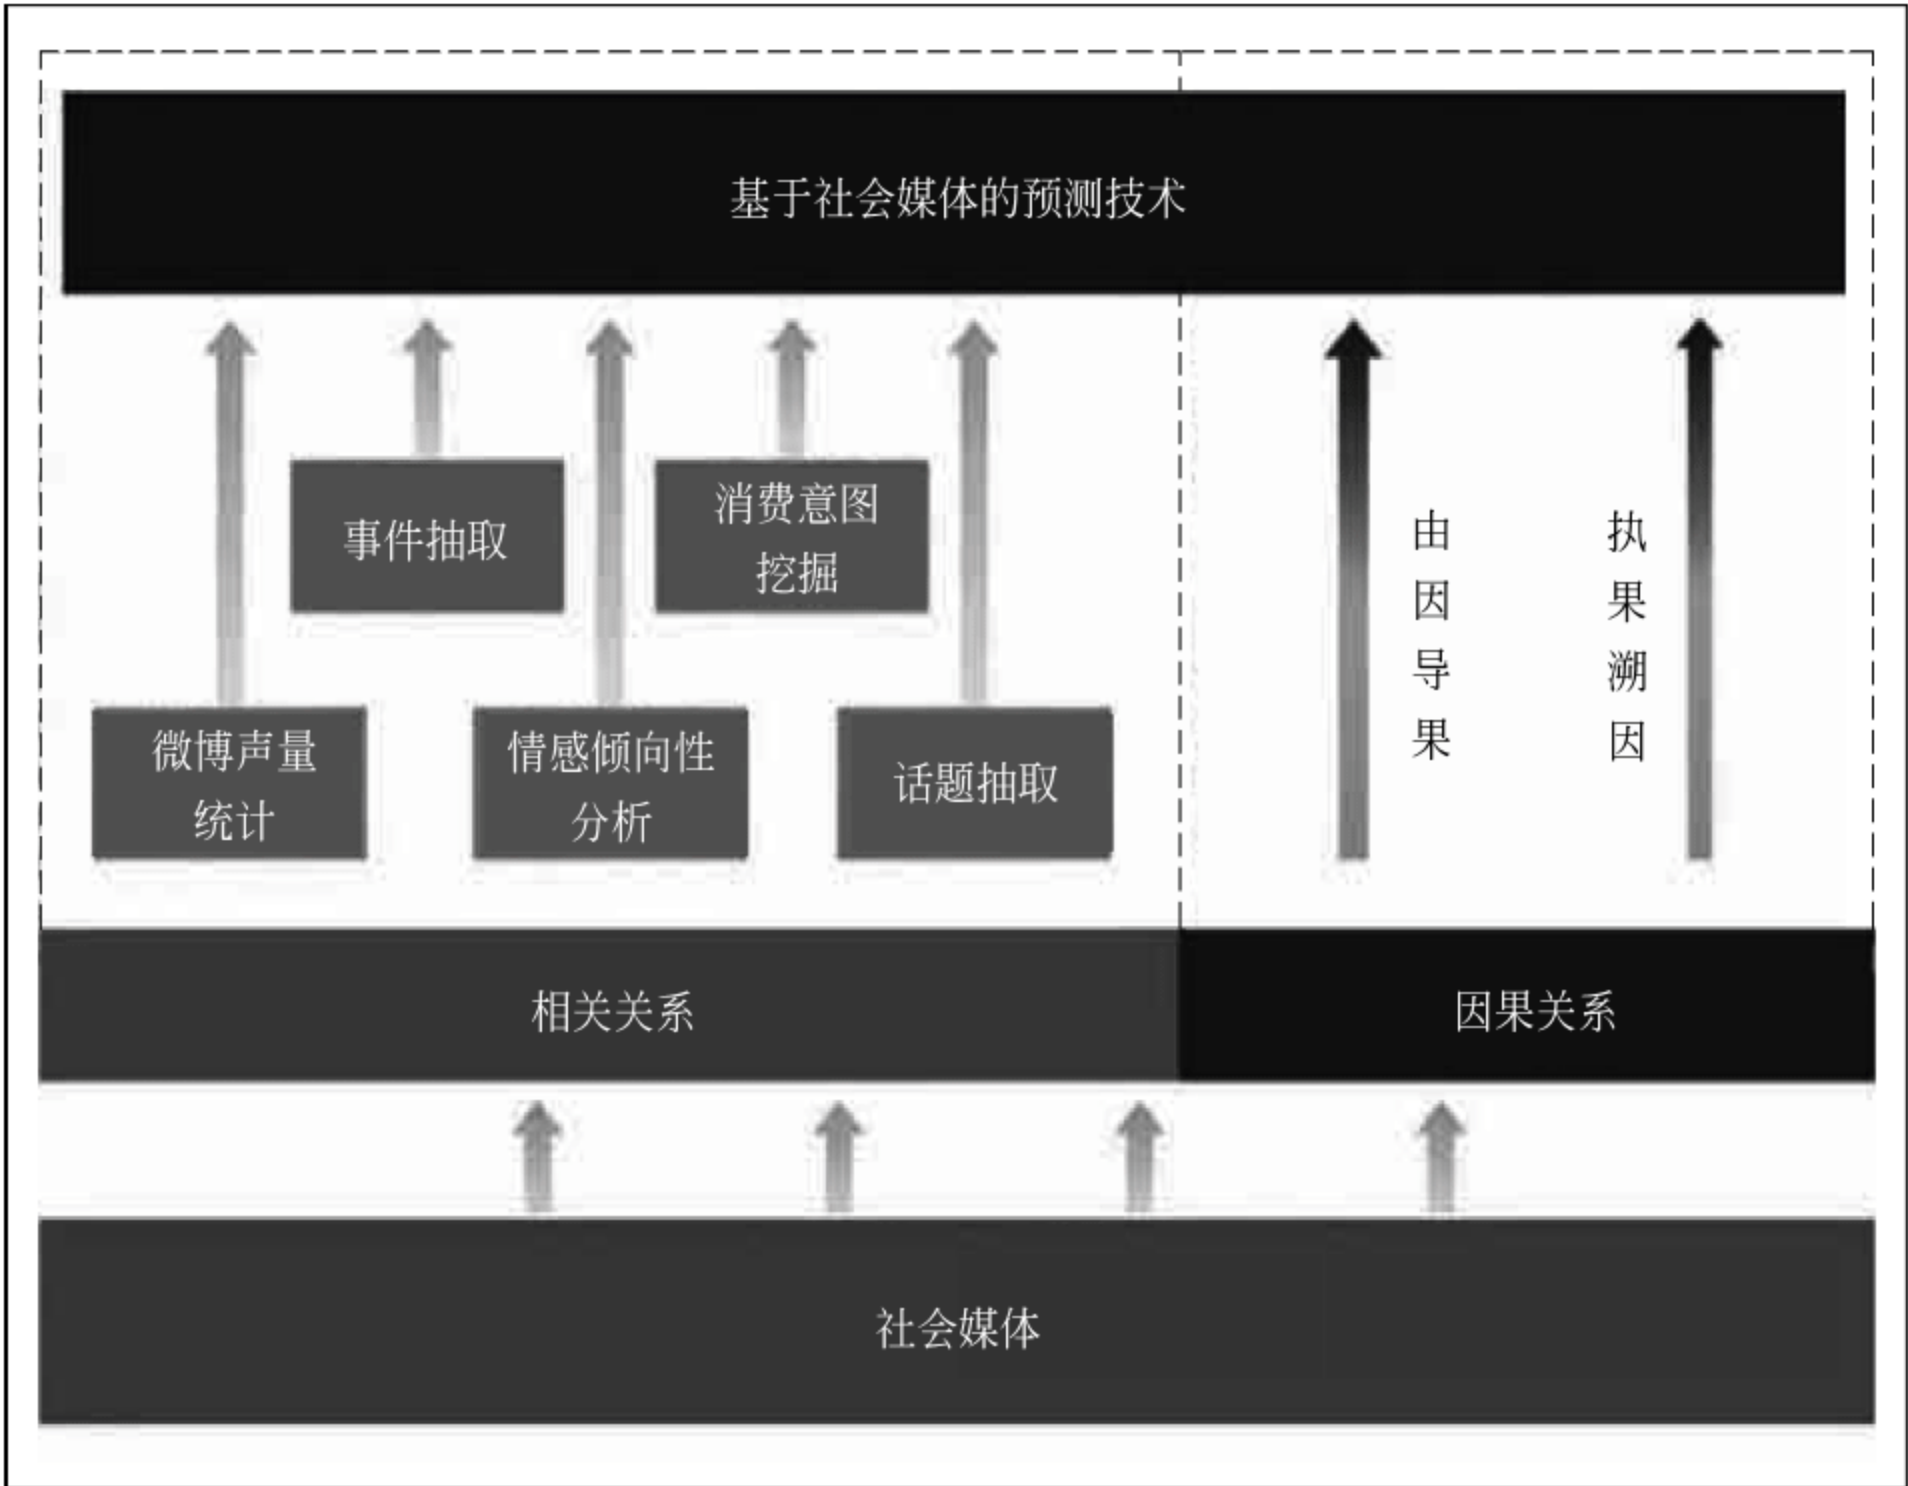 基于社会媒体的预测技术
事件抽取
消费意图
挖掘
微博声量
统计
情感倾向性
分析
话题抽取
由因导果
执果溯因
相关关系
因果关系
社会媒体